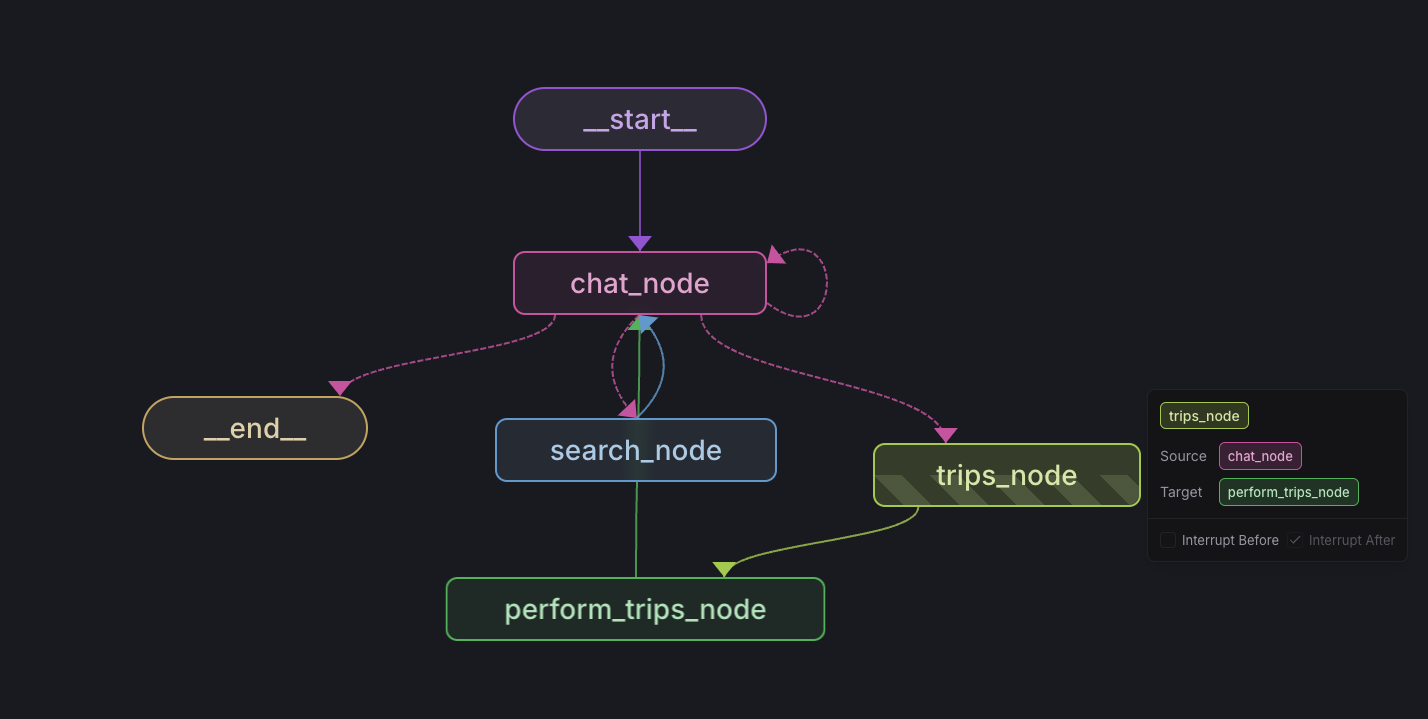 __start__
chat_node
__end__
search_node
trips_node
perform_trips_node
trips_node
Source chat_node
Target perform_trips_node
Interrupt Before Interrupt After